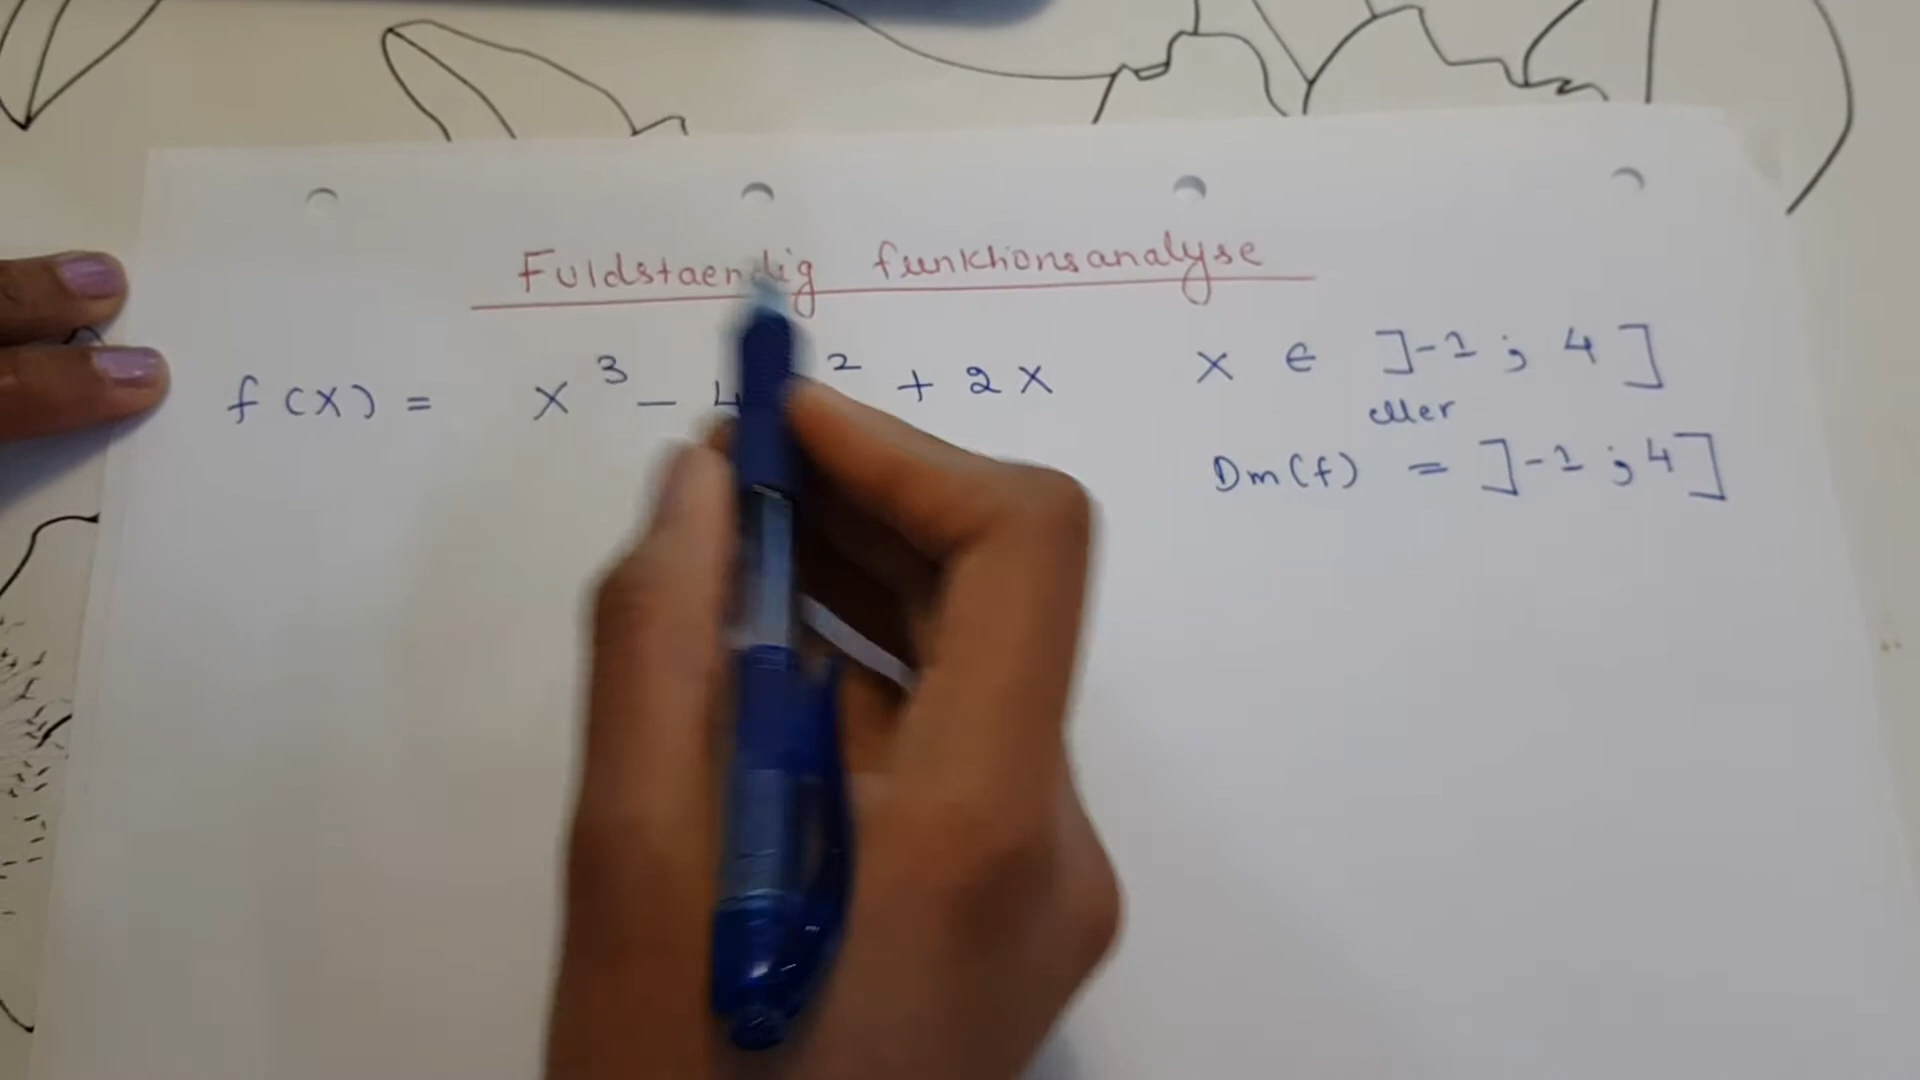 Fuldstaendig funktionsanalyse
f(x) = x³ - 4 ² + 2x x ∈ ]-1 ; 4]
eller
Dm(f) = ]-1 ; 4]